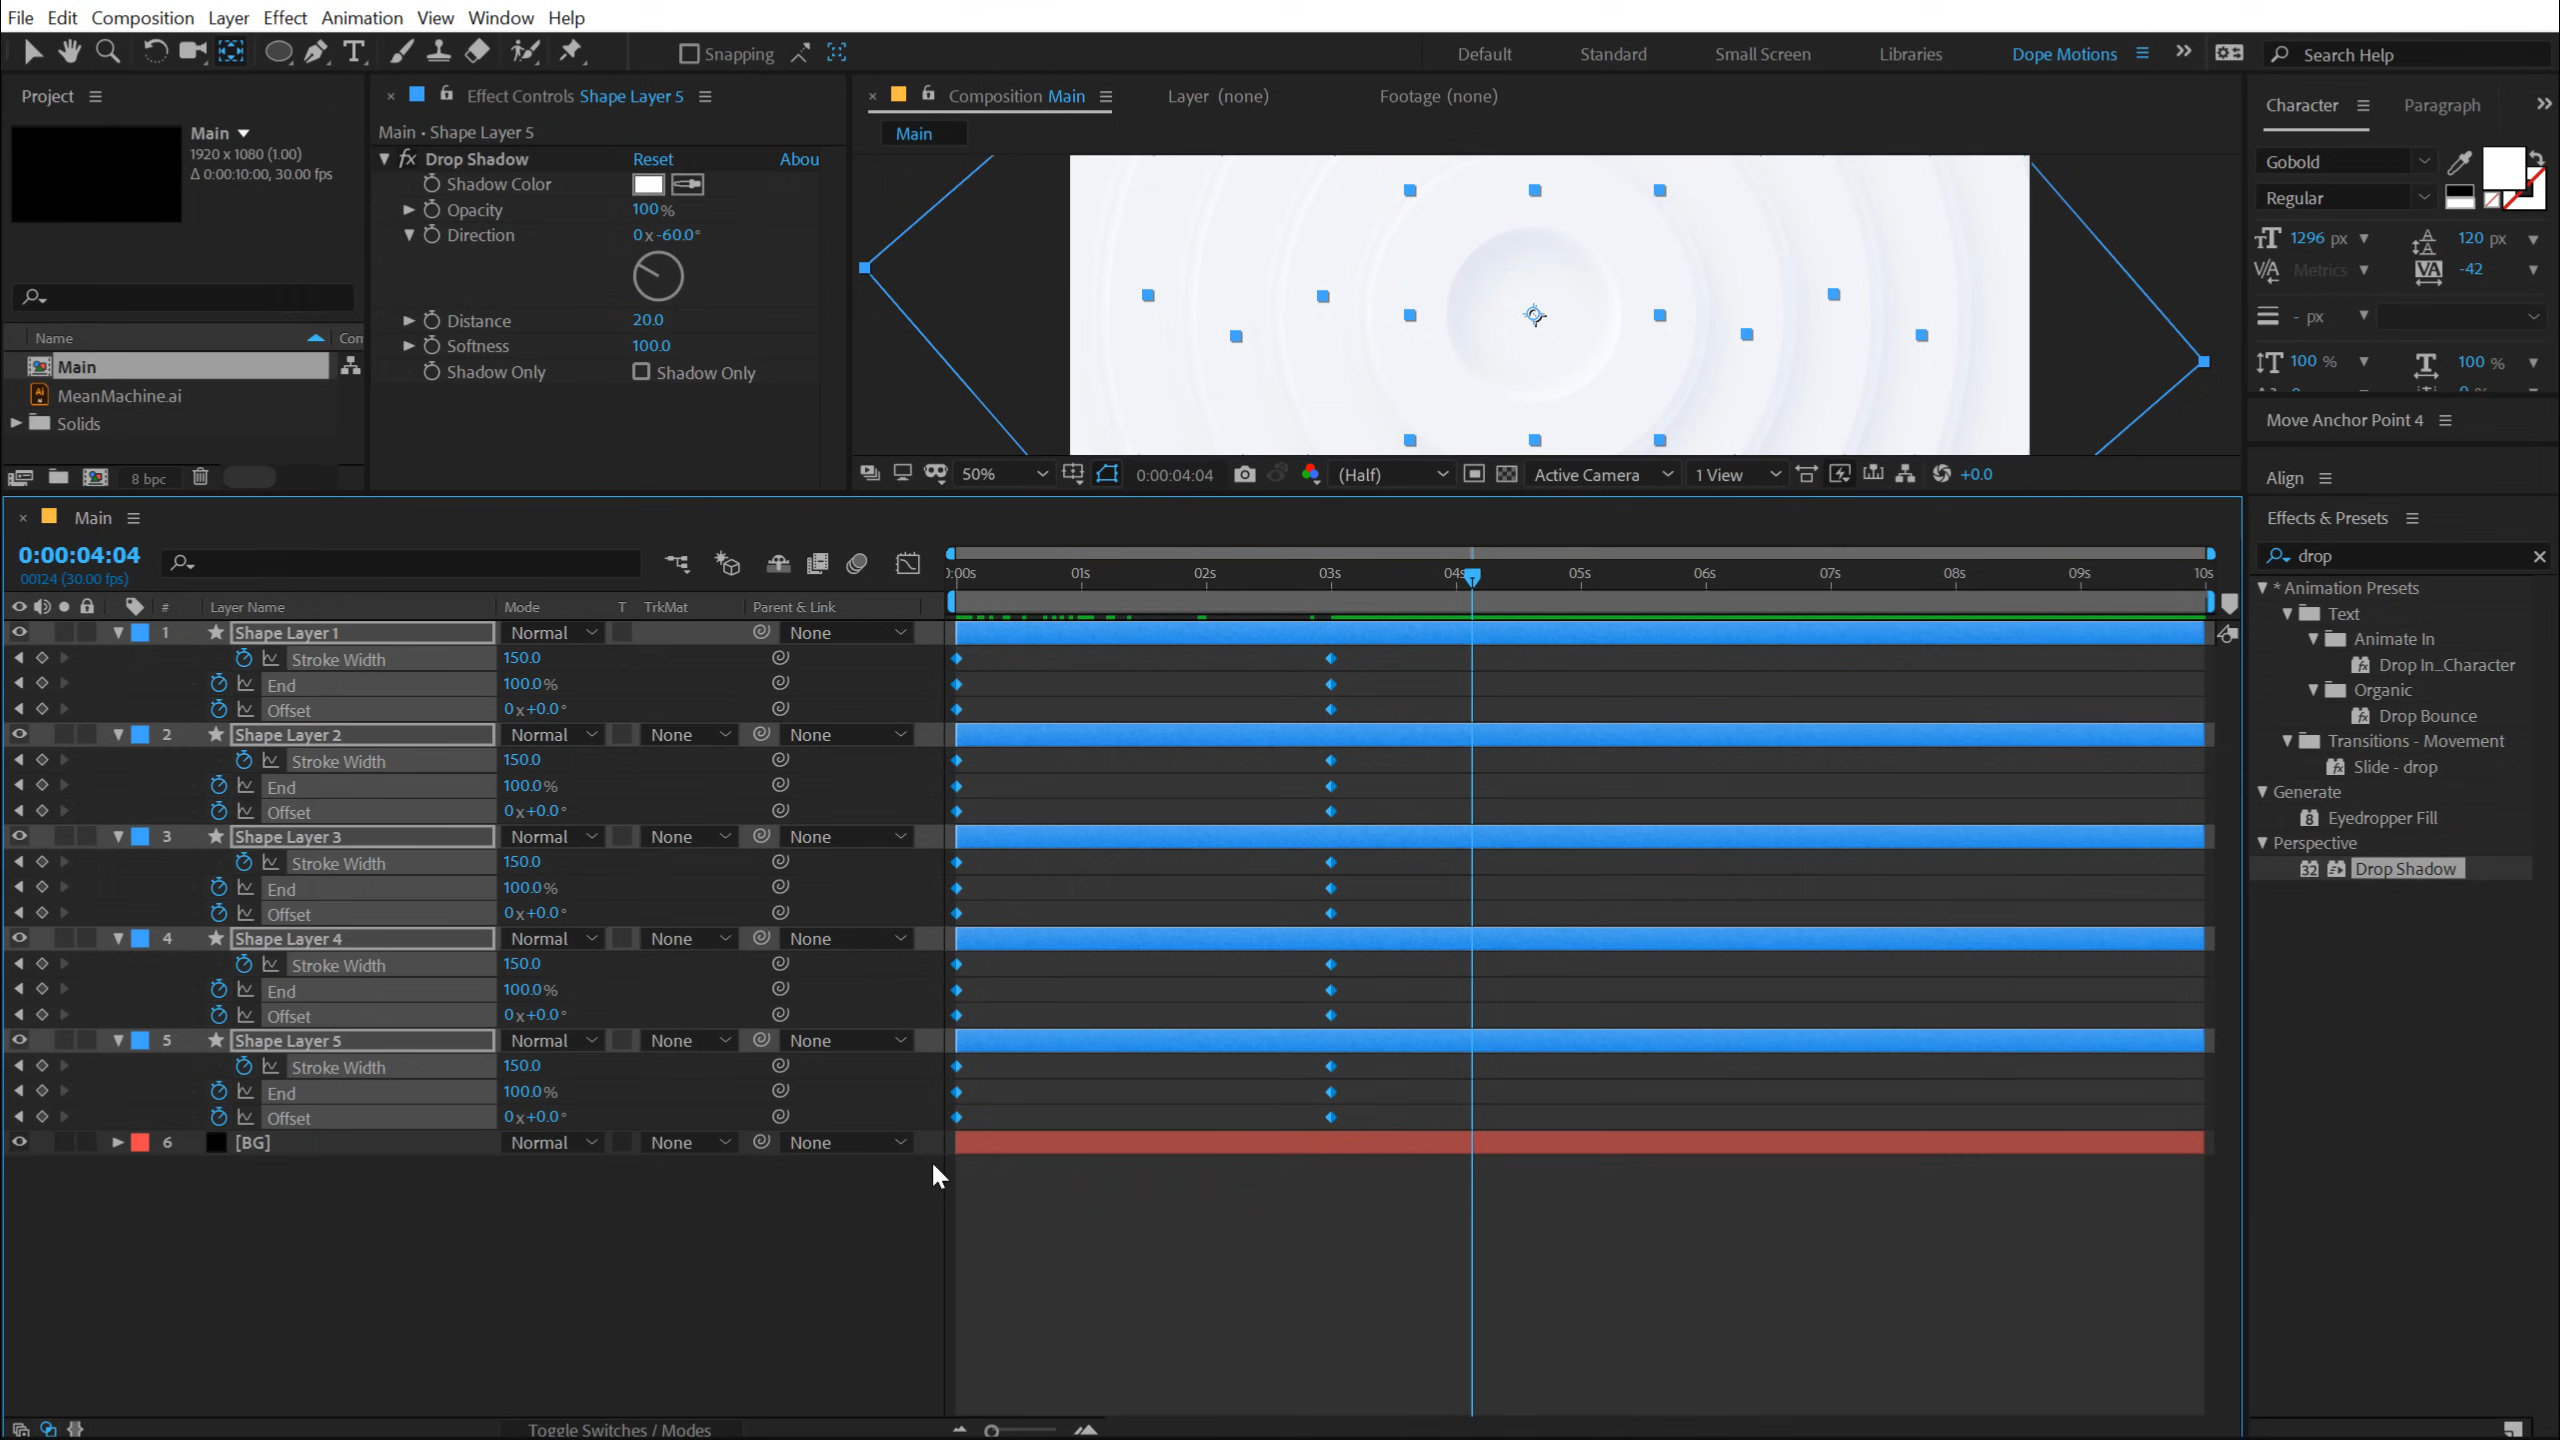 File Edit Composition Layer Effect Animation View Window Help
Snapping Default Standard Small Screen Libraries Dope Motions Search Help
Project
Main
1920 x 1080 (1.00)
Δ 0:00:10:00, 30.00 fps
Name Com
Main
MeanMachine.ai
Solids
8 bpc
Effect Controls Shape Layer 5
Main • Shape Layer 5
fx Drop Shadow Reset Abou
Shadow Color
Opacity 100%
Direction 0x-60.0°
Distance 20.0
Softness 100.0
Shadow Only Shadow Only
Composition Main Layer (none) Footage (none)
Main
50% 0:00:04:04 (Half) Active Camera 1 View +0.0
Character Paragraph
Gobold
Regular
1296 px 120 px
Metrics -42
- px
100 % 100 %
Move Anchor Point 4
Align
Effects & Presets
drop
* Animation Presets
Text
Animate In
Drop In_Character
Organic
Drop Bounce
Transitions - Movement
Slide - drop
Generate
Eyedropper Fill
Perspective
32 Drop Shadow
Main
0:00:04:04
00124 (30.00 fps)
0:00s 01s 02s 03s 04s 05s 06s 07s 08s 09s 10s
# Layer Name Mode T TrkMat Parent & Link
1 Shape Layer 1 Normal None
Stroke Width 150.0
End 100.0%
Offset 0x+0.0°
2 Shape Layer 2 Normal None None
Stroke Width 150.0
End 100.0%
Offset 0x+0.0°
3 Shape Layer 3 Normal None None
Stroke Width 150.0
End 100.0%
Offset 0x+0.0°
4 Shape Layer 4 Normal None None
Stroke Width 150.0
End 100.0%
Offset 0x+0.0°
5 Shape Layer 5 Normal None None
Stroke Width 150.0
End 100.0%
Offset 0x+0.0°
6 [BG] Normal None None
Toggle Switches / Modes